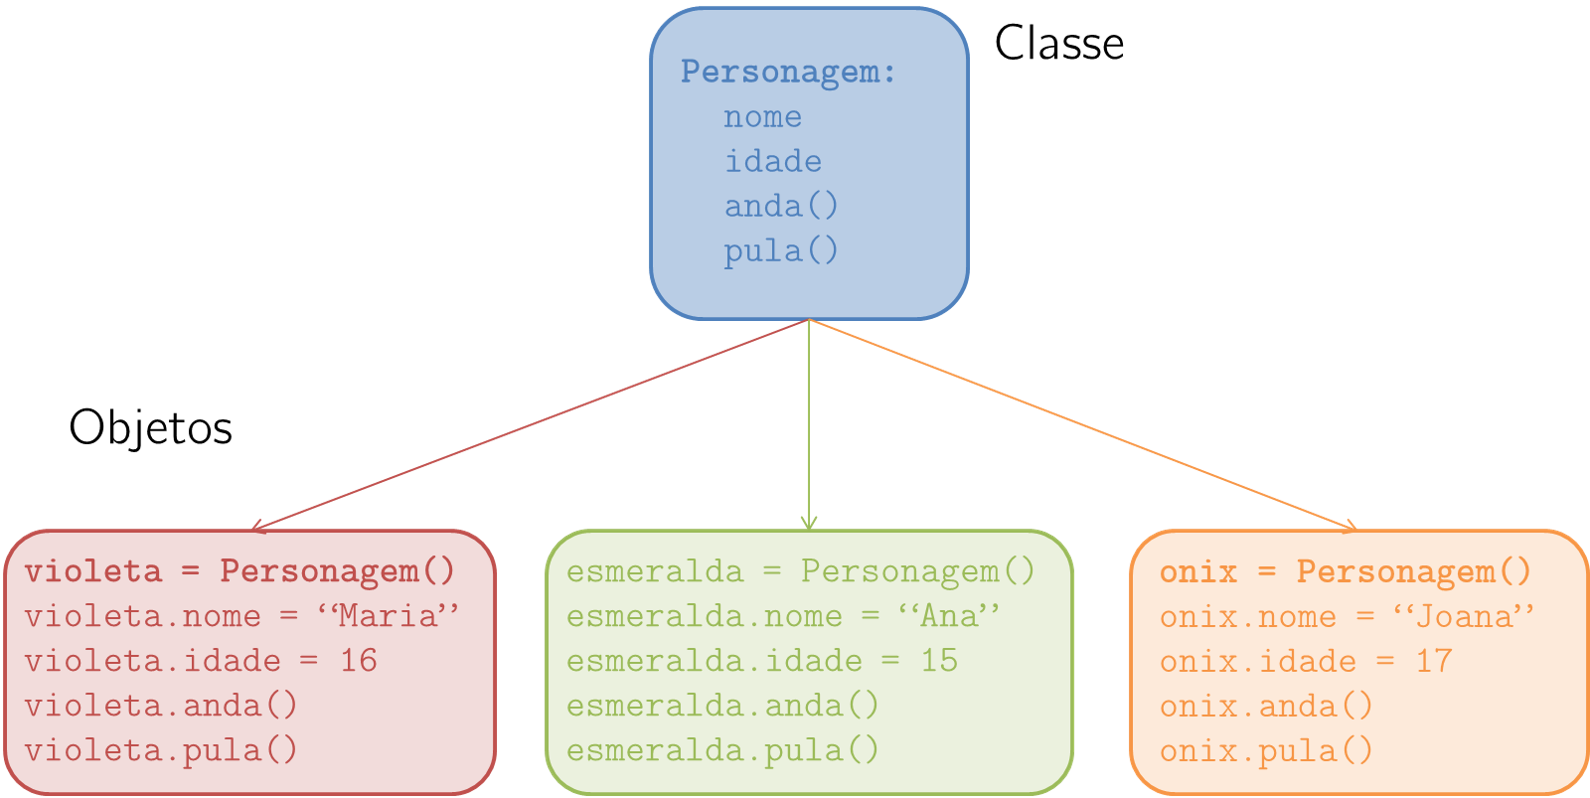 Classe
Personagem:
nome
idade
anda()
pula()
Objetos
violeta = Personagem()
violeta.nome = “Maria”
violeta.idade = 16
violeta.anda()
violeta.pula()
esmeralda = Personagem()
esmeralda.nome = “Ana”
esmeralda.idade = 15
esmeralda.anda()
esmeralda.pula()
onix = Personagem()
onix.nome = “Joana”
onix.idade = 17
onix.anda()
onix.pula()